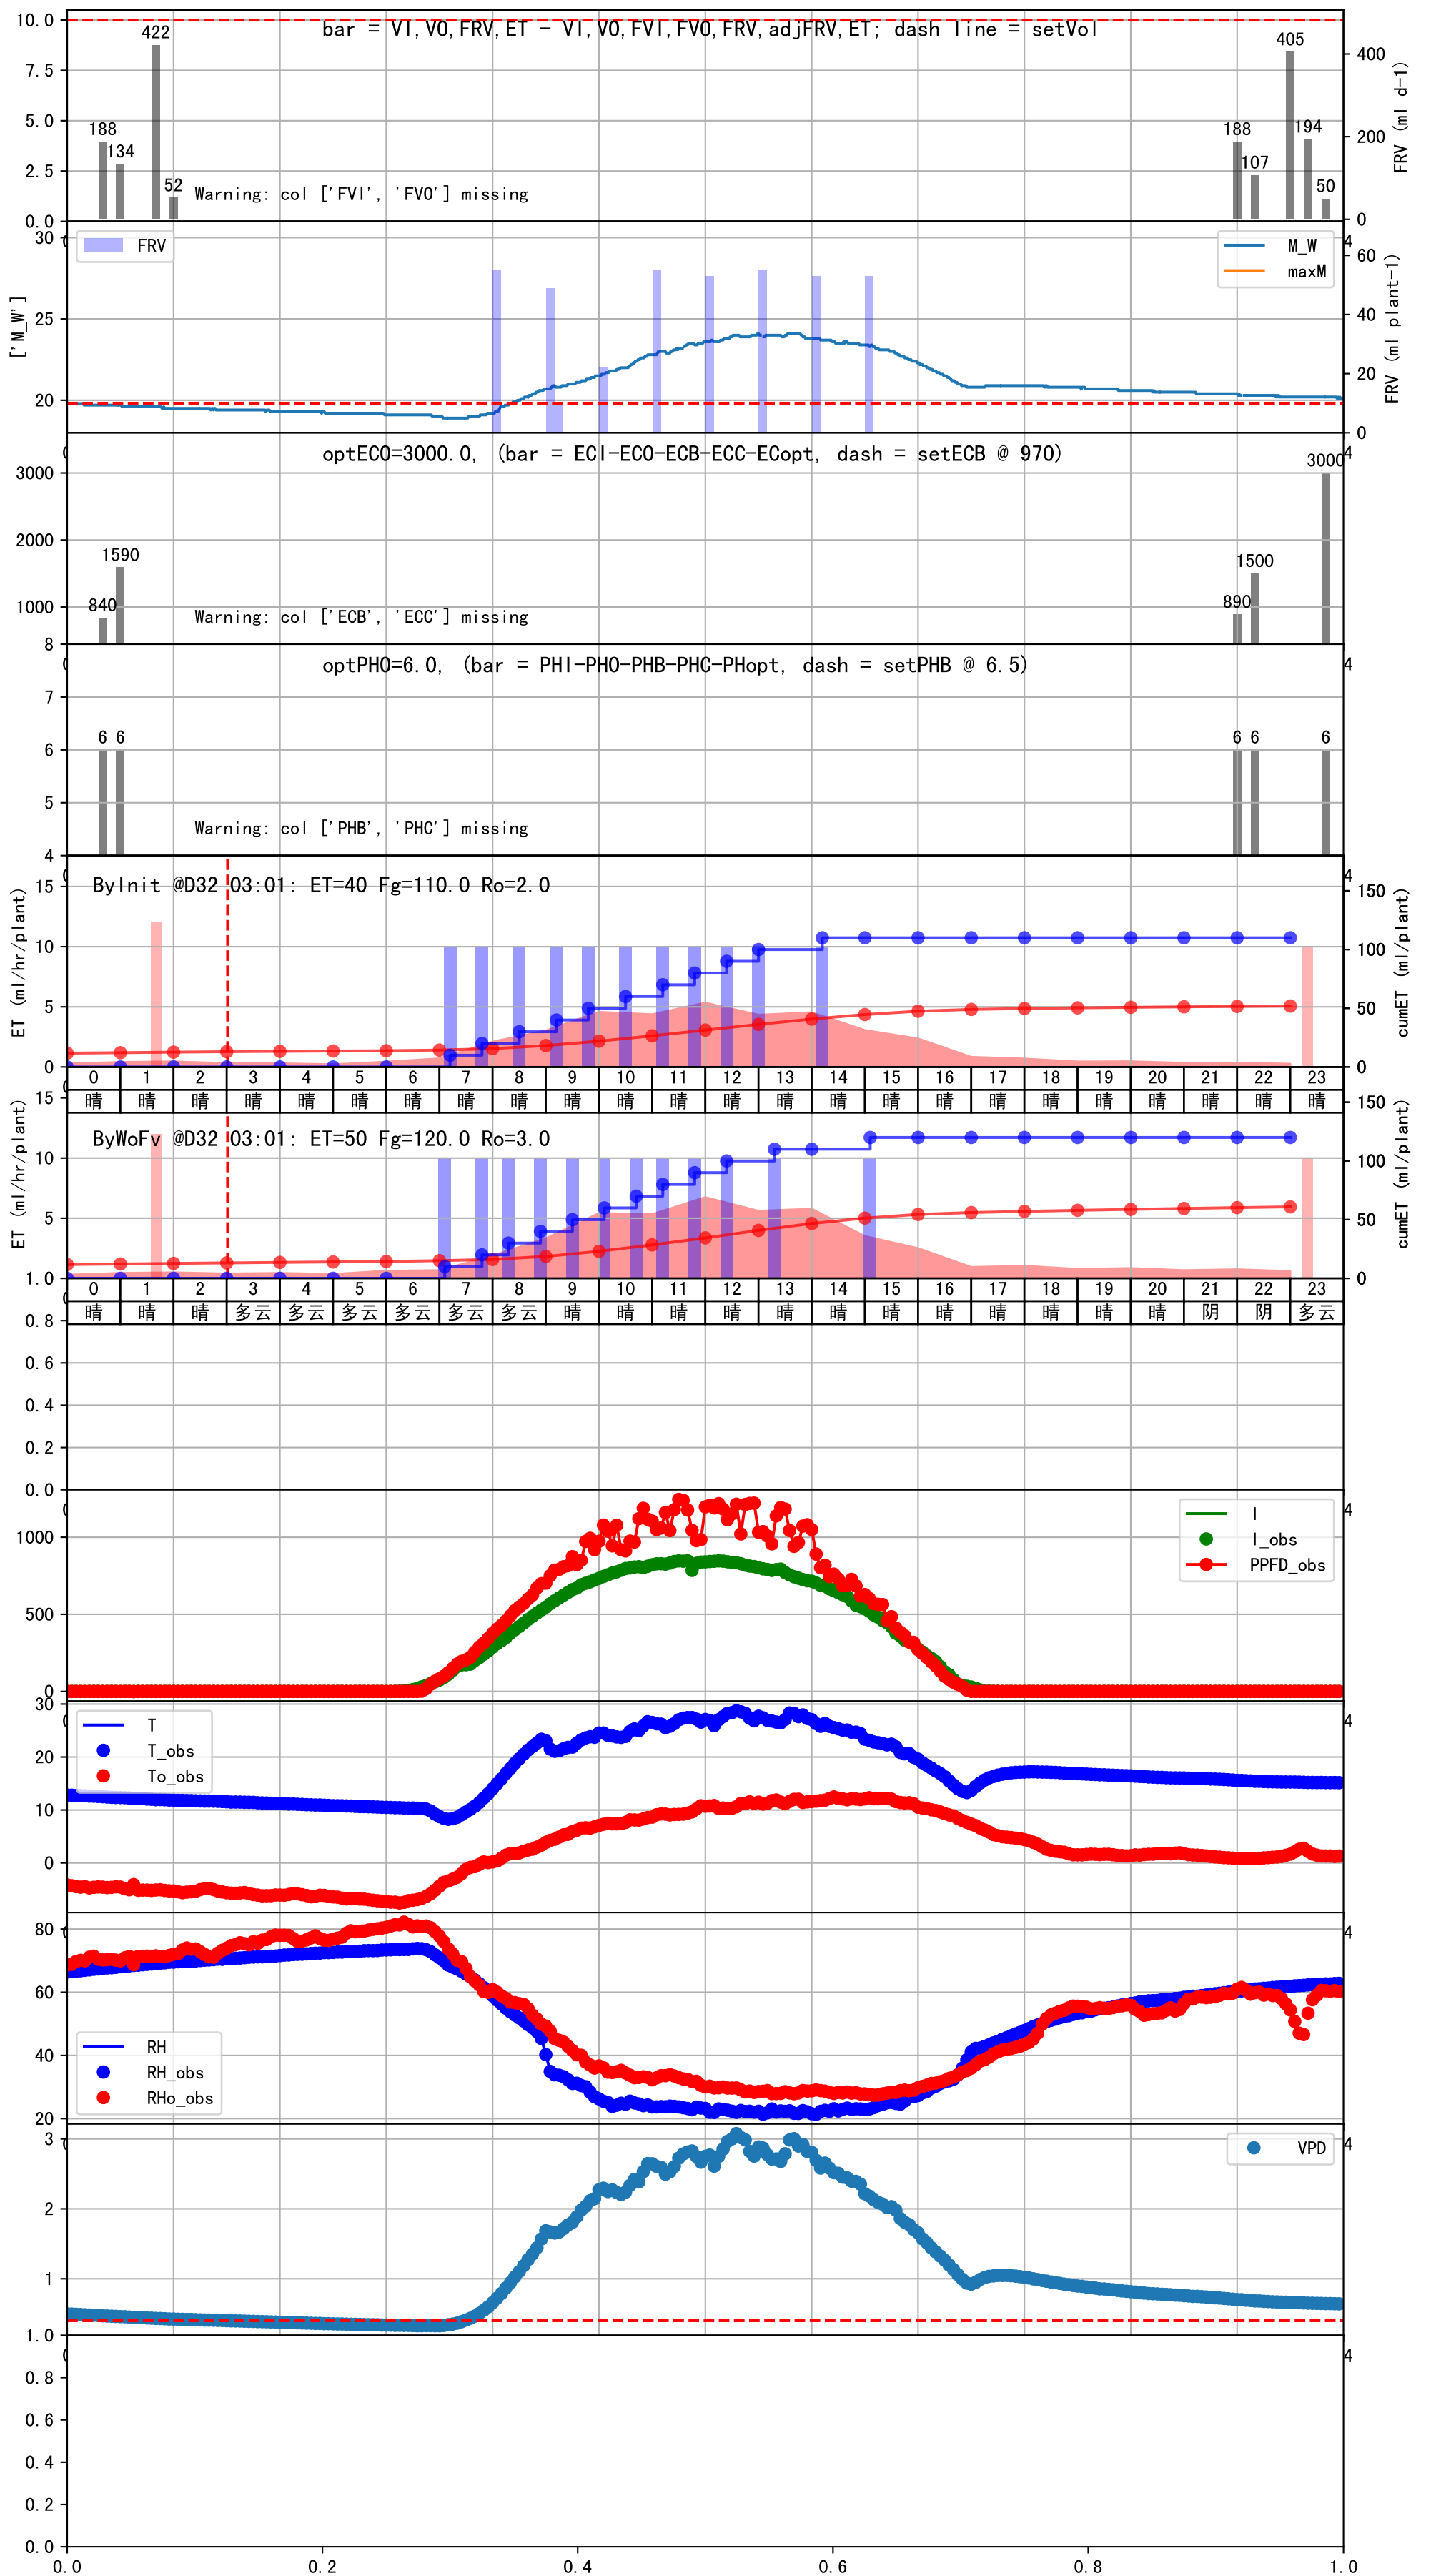 bar = VI,VO,FRV,ET - VI,VO,FVI,FVO,FRV,adjFRV,ET; dash line = setVol
10.0
7.5
5.0
2.5
0.0
188
134
422
52
188
107
405
194
50
Warning: col ['FVI', 'FVO'] missing
400
200
0
FRV (ml d-1)
30
25
20
['M_W']
FRV
M_W
maxM
4
60
40
20
0
FRV (ml plant-1)
optECO=3000.0, (bar = ECI-ECO-ECB-ECC-ECopt, dash = setECB @ 970)
3000
2000
1000
840
1590
890
1500
3000
4
Warning: col ['ECB', 'ECC'] missing
optPHO=6.0, (bar = PHI-PHO-PHB-PHC-PHopt, dash = setPHB @ 6.5)
8
7
6
5
4
6 6
6 6
6
4
Warning: col ['PHB', 'PHC'] missing
ByInit @D32 03:01: ET=40 Fg=110.0 Ro=2.0
15
10
5
0
ET (ml/hr/plant)
4
150
100
50
0
cumET (ml/plant)
0 1 2 3 4 5 6 7 8 9 10 11 12 13 14 15 16 17 18 19 20 21 22 23
晴 晴 晴 晴 晴 晴 晴 晴 晴 晴 晴 晴 晴 晴 晴 晴 晴 晴 晴 晴 晴 晴 晴 晴
ByWoFv @D32 03:01: ET=50 Fg=120.0 Ro=3.0
15
10
5
ET (ml/hr/plant)
150
100
50
0
cumET (ml/plant)
0 1 2 3 4 5 6 7 8 9 10 11 12 13 14 15 16 17 18 19 20 21 22 23
晴 晴 晴 多云 多云 多云 多云 多云 多云 晴 晴 晴 晴 晴 晴 晴 晴 晴 晴 晴 晴 阴 阴 多云
1.0
0.8
0.6
0.4
0.2
0.0
1000
500
0
I
I_obs
PPFD_obs
4
30
20
10
0
T
T_obs
To_obs
4
80
60
40
20
RH
RH_obs
RHo_obs
4
3
2
1
VPD
4
1.0
0.8
0.6
0.4
0.2
0.0
4
0.0 0.2 0.4 0.6 0.8 1.0